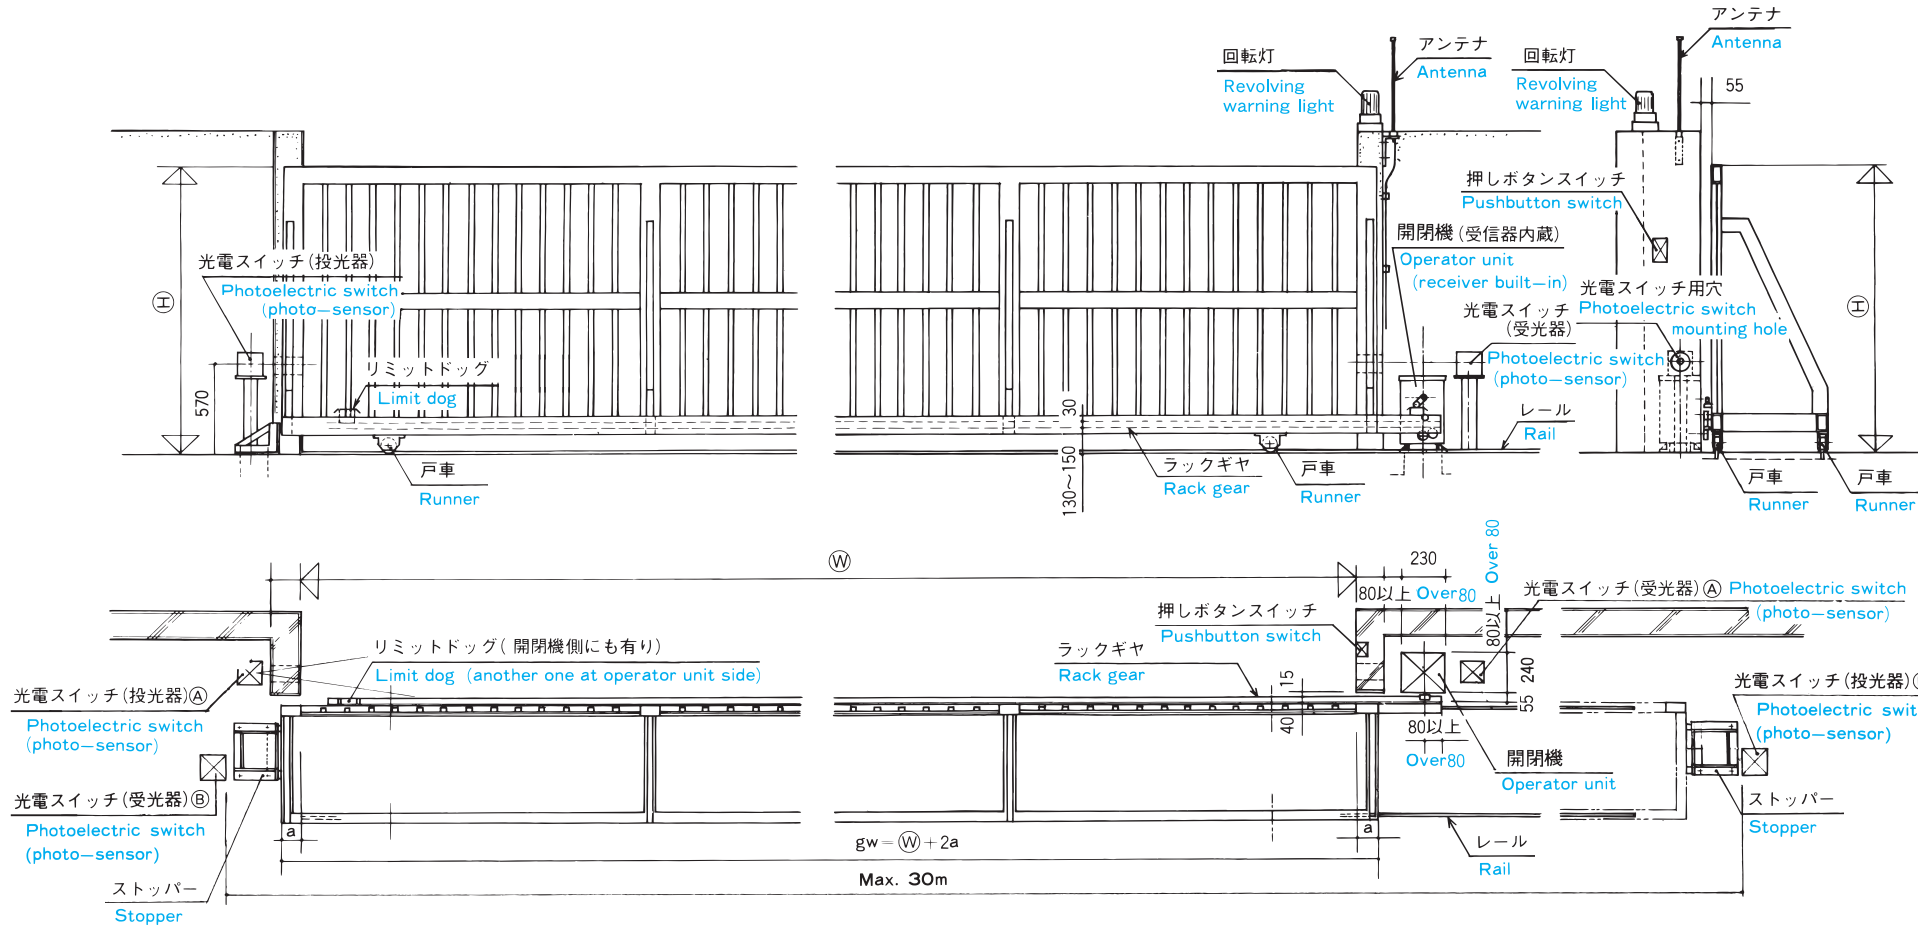 アンテナ
Antenna
回転灯
Revolving
warning light
アンテナ
Antenna
回転灯
Revolving
warning light
55
押しボタンスイッチ
Pushbutton switch
開閉機(受信器内蔵)
Operator unit
(receiver built-in)
光電スイッチ(投光器)
Photoelectric switch
(photo-sensor)
H
光電スイッチ用穴
Photoelectric switch
mounting hole
光電スイッチ
(受光器)
Photoelectric switch
(photo-sensor)
H
リミットドッグ
Limit dog
570
30
130〜150
レール
Rail
戸車
Runner
ラックギヤ
Rack gear
戸車
Runner
戸車
Runner
戸車
Runner
W
230
80以上 Over80
80以上 Over 80
光電スイッチ(受光器)Ⓐ Photoelectric switch
(photo-sensor)
押しボタンスイッチ
Pushbutton switch
リミットドッグ(開閉機側にも有り)
Limit dog (another one at operator unit side)
ラックギヤ
Rack gear
15
40
240
55
光電スイッチ(投光器)Ⓐ
Photoelectric switch
(photo-sensor)
光電スイッチ(投光器)
Photoelectric swit
(photo-sensor)
80以上
Over80
開閉機
Operator unit
光電スイッチ(受光器)Ⓑ
Photoelectric switch
(photo-sensor)
ストッパー
Stopper
a
a
gw=Ⓦ+2a
レール
Rail
Max. 30m
ストッパー
Stopper